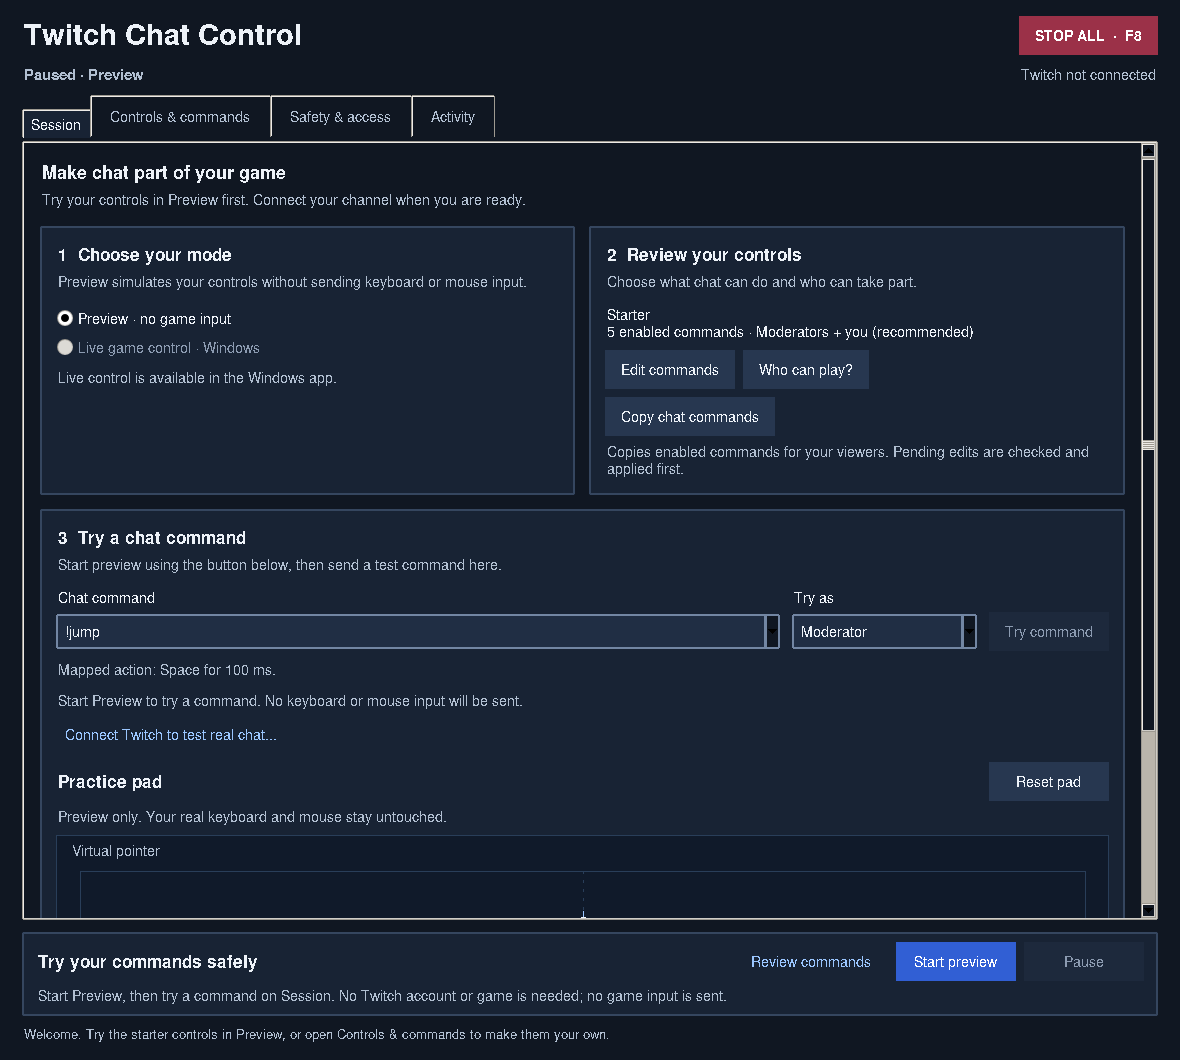 Twitch Chat Control
STOP ALL · F8
Paused · Preview
Twitch not connected
Session
Controls & commands
Safety & access
Activity
Make chat part of your game
Try your controls in Preview first. Connect your channel when you are ready.
1 Choose your mode
Preview simulates your controls without sending keyboard or mouse input.
Preview · no game input
Live game control · Windows
Live control is available in the Windows app.
2 Review your controls
Choose what chat can do and who can take part.
Starter
5 enabled commands · Moderators + you (recommended)
Edit commands
Who can play?
Copy chat commands
Copies enabled commands for your viewers. Pending edits are checked and
applied first.
3 Try a chat command
Start preview using the button below, then send a test command here.
Chat command
Try as
!jump
Moderator
Try command
Mapped action: Space for 100 ms.
Start Preview to try a command. No keyboard or mouse input will be sent.
Connect Twitch to test real chat...
Practice pad
Reset pad
Preview only. Your real keyboard and mouse stay untouched.
Virtual pointer
Try your commands safely
Review commands
Start preview
Pause
Start Preview, then try a command on Session. No Twitch account or game is needed; no game input is sent.
Welcome. Try the starter controls in Preview, or open Controls & commands to make them your own.